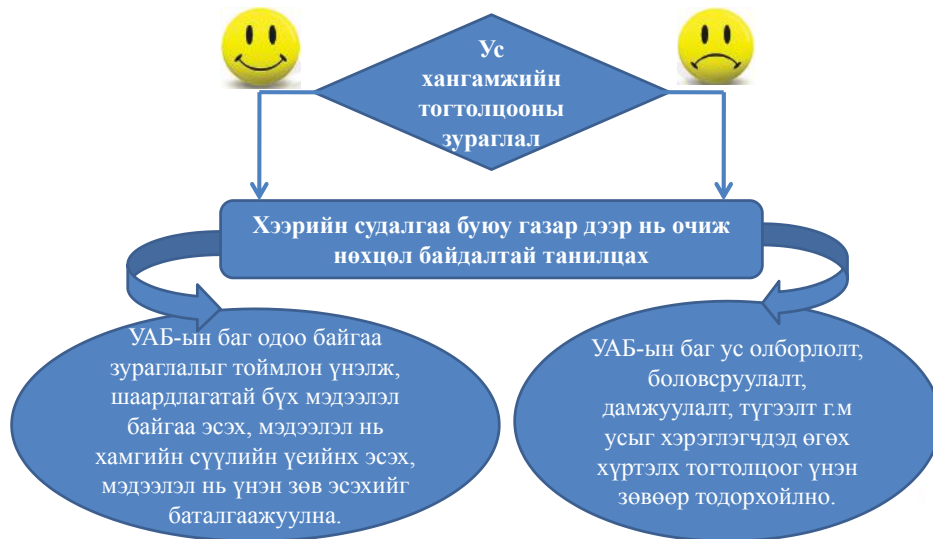 Ус
хангамжийн
тогтолцооны
зураглал
Хээрийн судалгаа буюу газар дээр нь очиж
нөхцөл байдалтай танилцах
УАБ-ын баг одоо байгаа
зураглалыг тоймлон үнэлж,
шаардлагатай бүх мэдээлэл
байгаа эсэх, мэдээлэл нь
хамгийн сүүлийн үеийнх эсэх,
мэдээлэл нь үнэн зөв эсэхийг
баталгаажуулна.
УАБ-ын баг ус олборлолт,
боловсруулалт,
дамжуулалт, түгээлт г.м
усыг хэрэглэгчдэд өгөх
хүртэлх тогтолцоог үнэн
зөвөөр тодорхойлно.